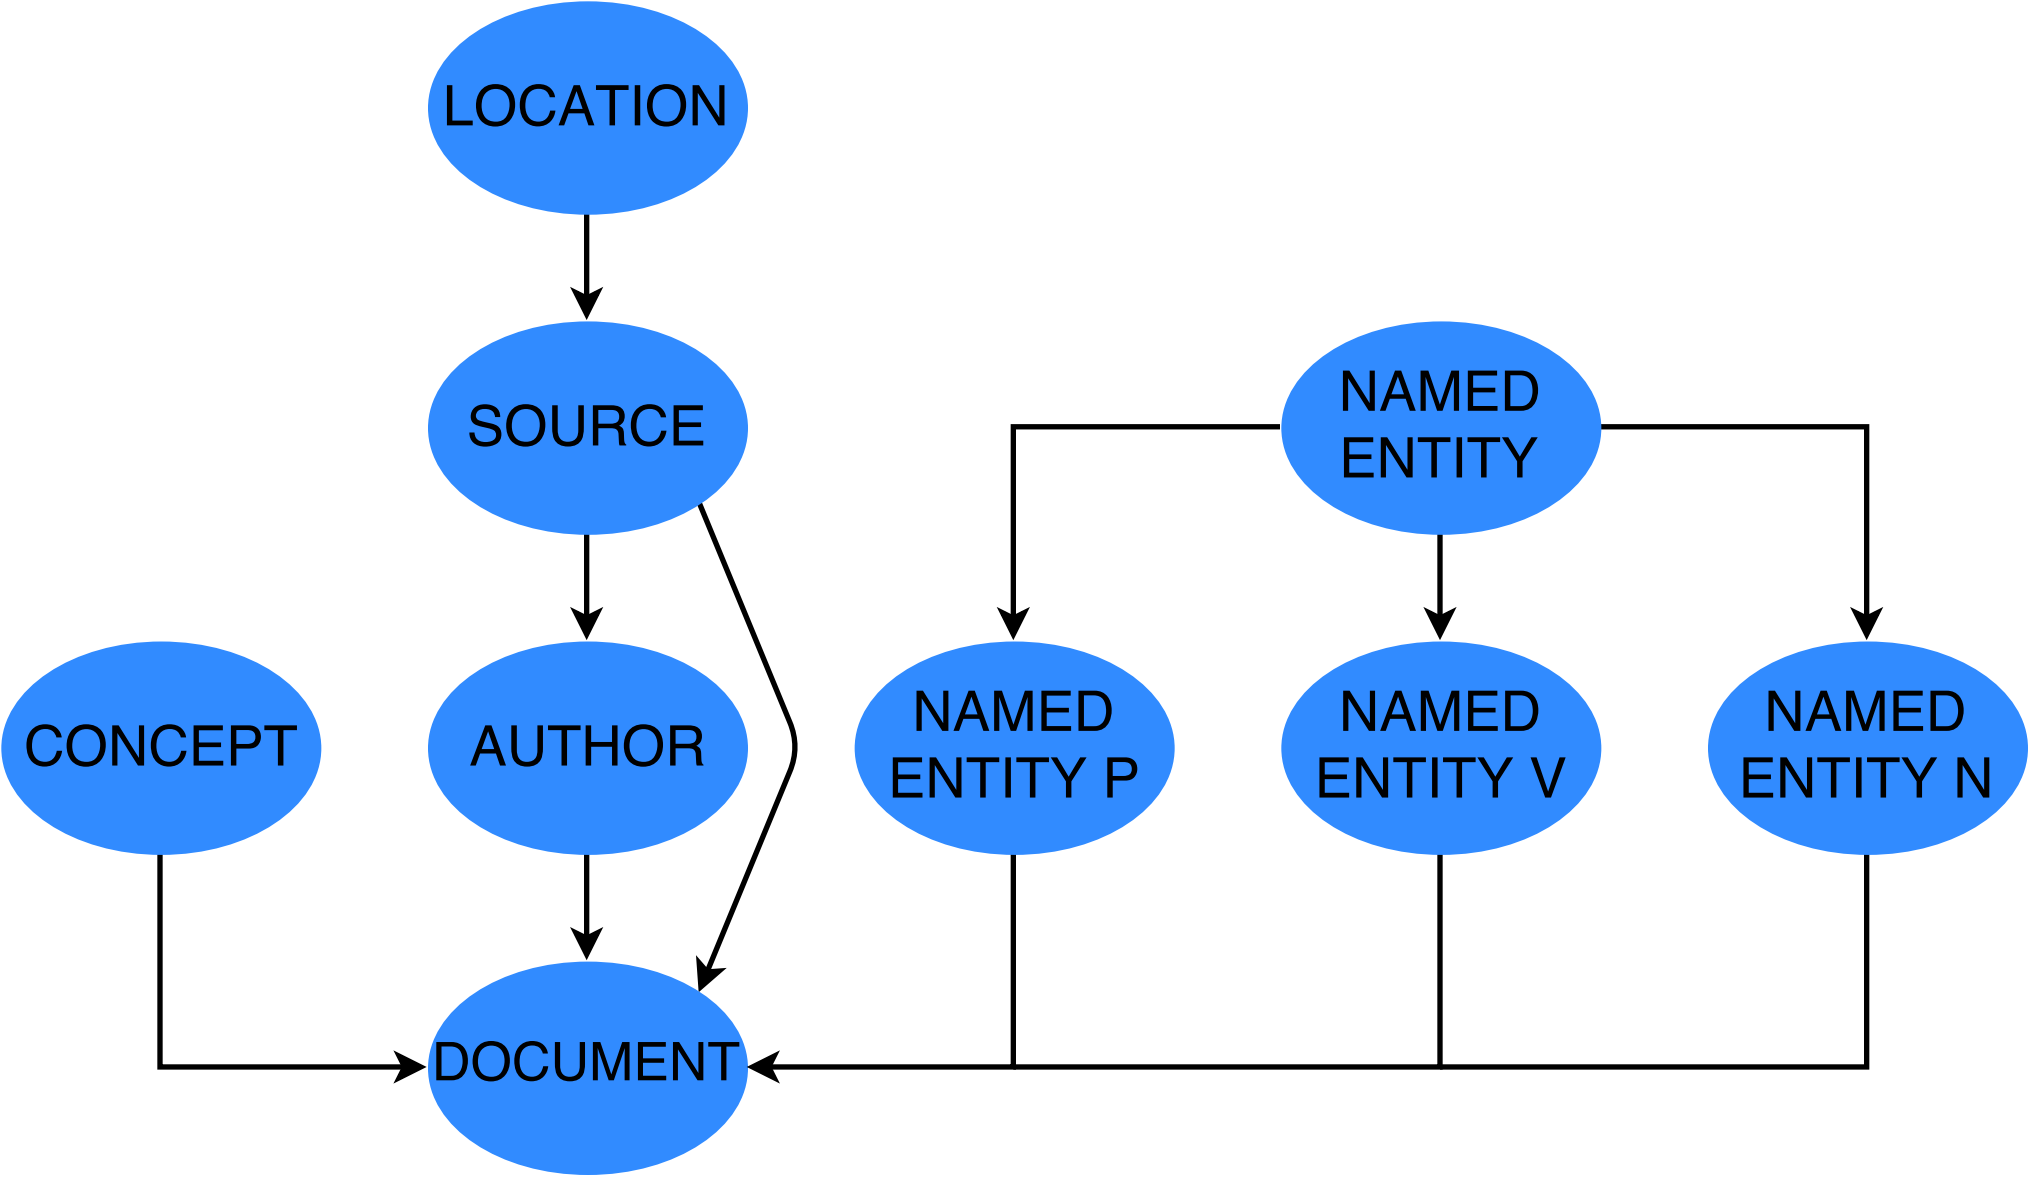 LOCATION
SOURCE
NAMED
ENTITY
CONCEPT
AUTHOR
NAMED
ENTITY P
NAMED
ENTITY V
NAMED
ENTITY N
DOCUMENT